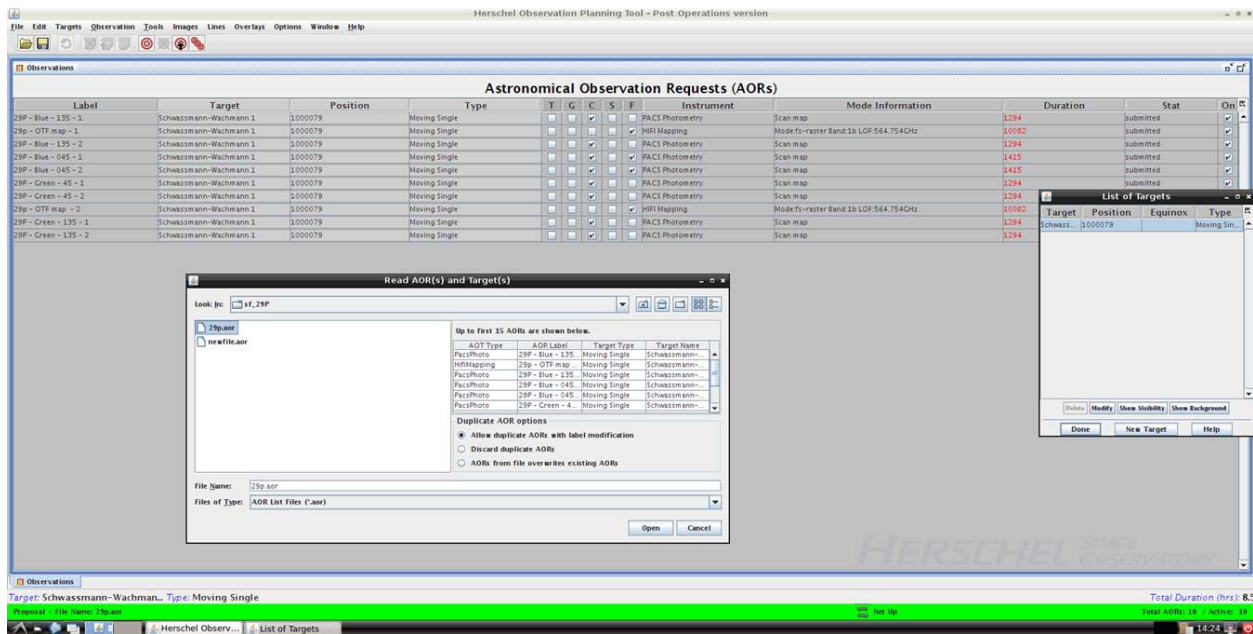 Herschel Observation Planning Tool - Post Operations version
File Edit Targets Observation Tools Images Lines Overlays Options Window Help
Observations
Astronomical Observation Requests (AORs)
Label Target Position Type T G C S F Instrument Mode Information Duration Stat On
29P - Blue - 135 - 1 Schwassmann-Wachmann 1 1000079 Moving Single PACS Photometry Scan map 1294 submitted
29p - OTF map - 1 Schwassmann-Wachmann 1 1000079 Moving Single HIFI Mapping Mode:fs-raster Band:1b LOF:564.754GHz 10082 submitted
29P - Blue - 135 - 2 Schwassmann-Wachmann 1 1000079 Moving Single PACS Photometry Scan map 1294 submitted
29P - Blue - 045 - 1 Schwassmann-Wachmann 1 1000079 Moving Single PACS Photometry Scan map 1415 submitted
29P - Blue - 045 - 2 Schwassmann-Wachmann 1 1000079 Moving Single PACS Photometry Scan map 1415 submitted
29P - Green - 45 - 1 Schwassmann-Wachmann 1 1000079 Moving Single PACS Photometry Scan map 1294 submitted
29P - Green - 45 - 2 Schwassmann-Wachmann 1 1000079 Moving Single PACS Photometry Scan map 1294
29p - OTF map - 2 Schwassmann-Wachmann 1 1000079 Moving Single HIFI Mapping Mode:fs-raster Band:1b LOF:564.754GHz 10082
29P - Green - 135 - 1 Schwassmann-Wachmann 1 1000079 Moving Single PACS Photometry Scan map 1294
29P - Green - 135 - 2 Schwassmann-Wachmann 1 1000079 Moving Single PACS Photometry Scan map 1294
List of Targets
Target Position Equinox Type
Schwass... 1000079 Moving Sin...
Delete Modify Show Visibility Show Background
Done New Target Help
Read AOR(s) and Target(s)
Look In: sf_29P
29p.aor
newfile.aor
Up to first 15 AORs are shown below.
AOT Type AOR Label Target Type Target Name
PacsPhoto 29P - Blue - 135... Moving Single Schwassmann-...
HifiMapping 29p - OTF map ... Moving Single Schwassmann-...
PacsPhoto 29P - Blue - 135... Moving Single Schwassmann-...
PacsPhoto 29P - Blue - 045... Moving Single Schwassmann-...
PacsPhoto 29P - Blue - 045... Moving Single Schwassmann-...
PacsPhoto 29P - Green - 4... Moving Single Schwassmann-...
Duplicate AOR options
Allow duplicate AORs with label modification
Discard duplicate AORs
AORs from file overwrites existing AORs
File Name: 29p.aor
Files of Type: AOR List Files (*.aor)
Open Cancel
HERSCHEL SPACE OBSERVATORY
Observations
Target: Schwassmann-Wachman... Type: Moving Single Total Duration (hrs): 8.5
Proposal - File Name: 29p.aor Net Up Total AORs: 10 / Active: 10
Herschel Observ... List of Targets 14:24